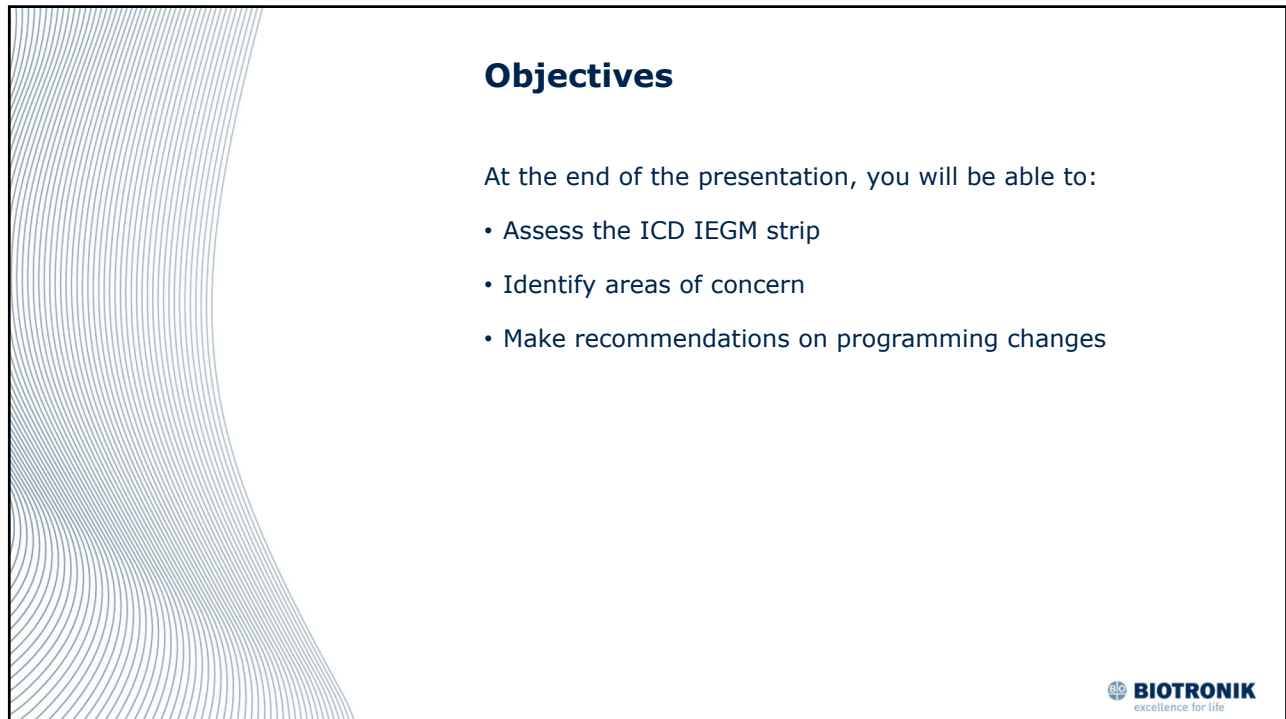 Objectives
At the end of the presentation, you will be able to:
• Assess the ICD IEGM strip
• Identify areas of concern
• Make recommendations on programming changes
BIO BIOTRONIK
excellence for life